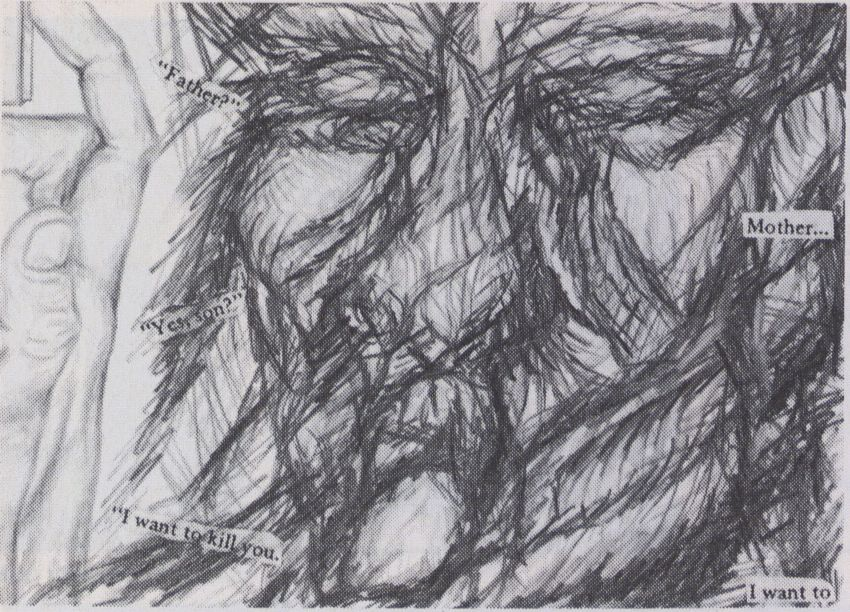 "Father?"
"Yes, son?"
"I want to kill you.
Mother...
I want to